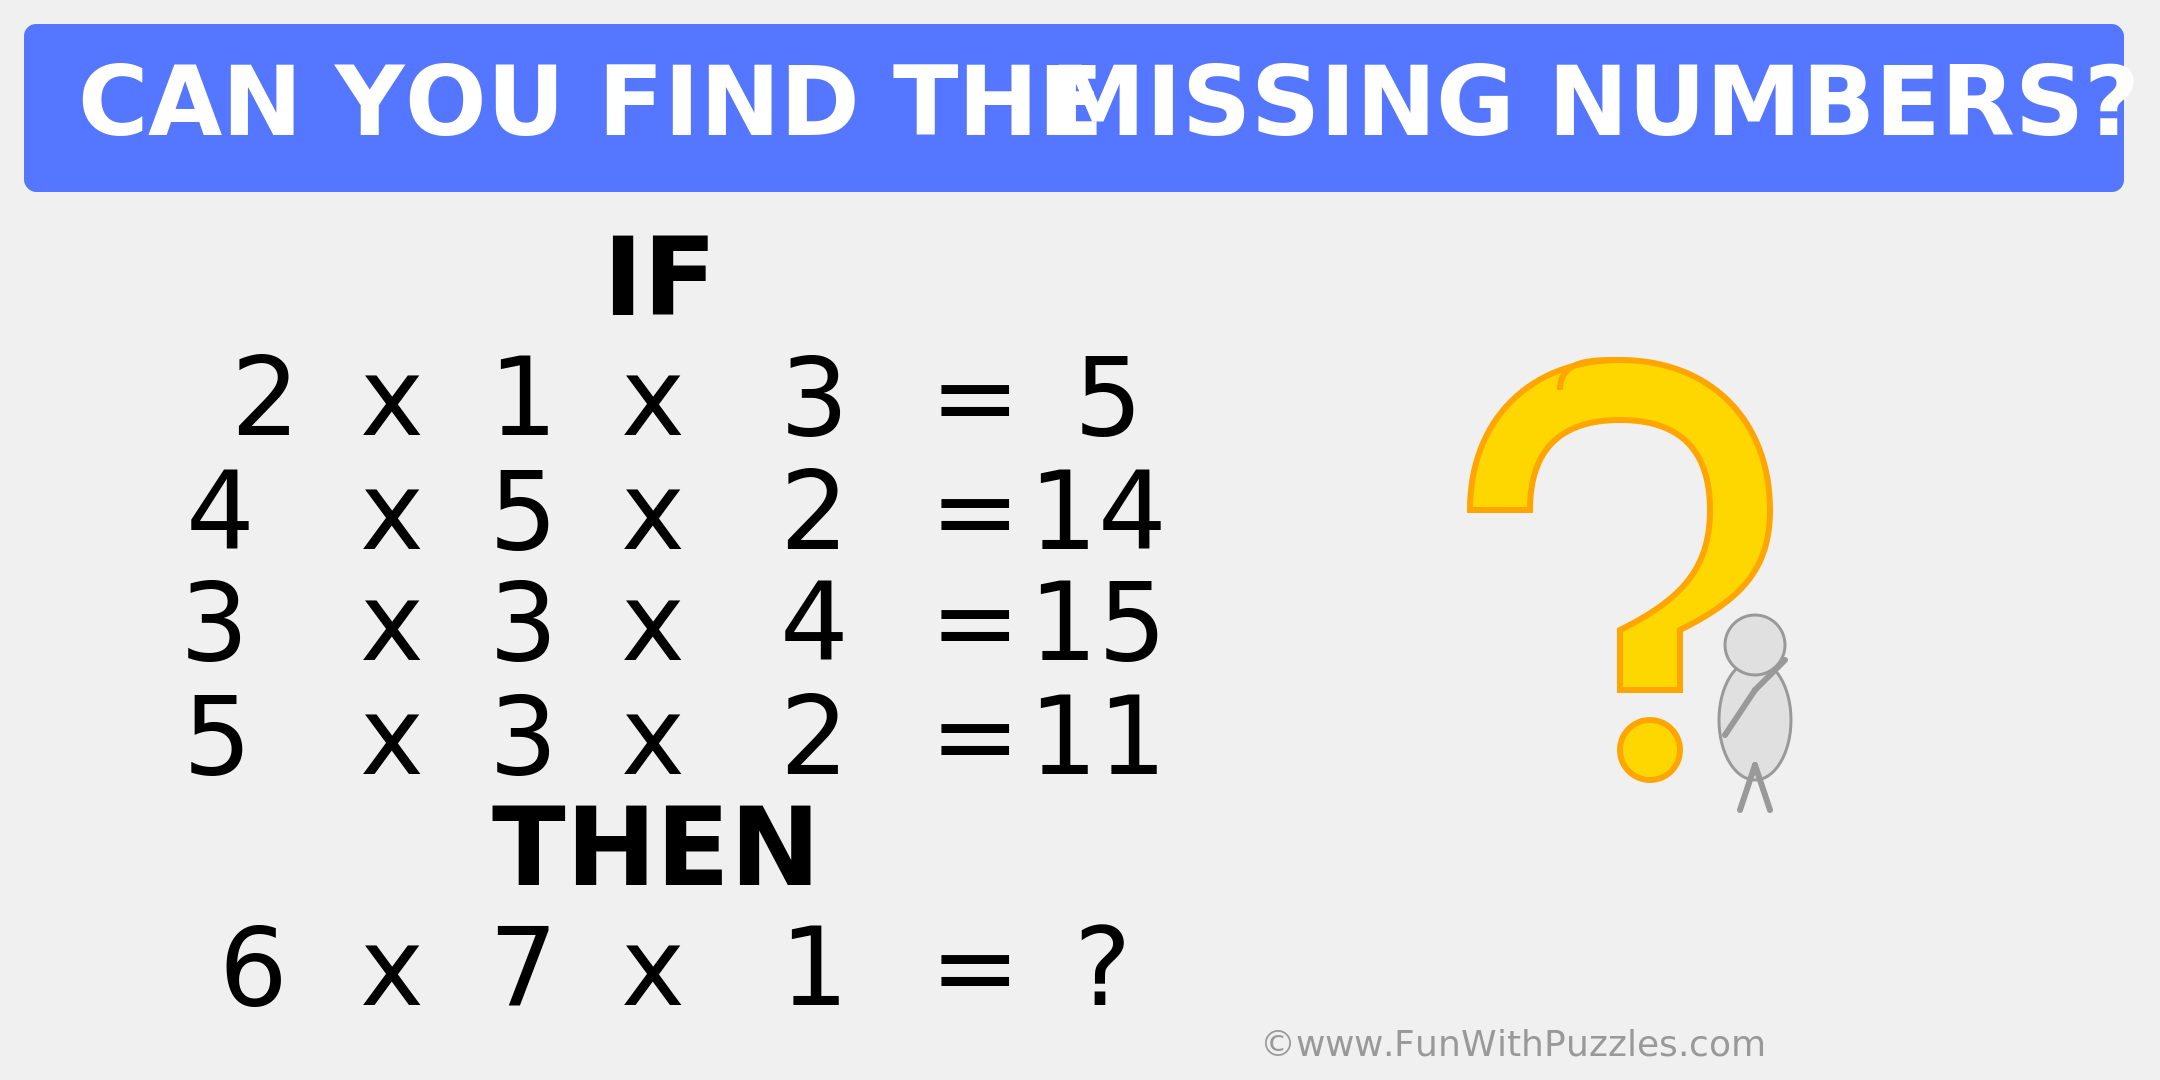 CAN YOU FIND THE MISSING NUMBERS?
IF
2 x 1 x 3 = 5
4 x 5 x 2 = 14
3 x 3 x 4 = 15
5 x 3 x 2 = 11
THEN
6 x 7 x 1 = ?
©www.FunWithPuzzles.com